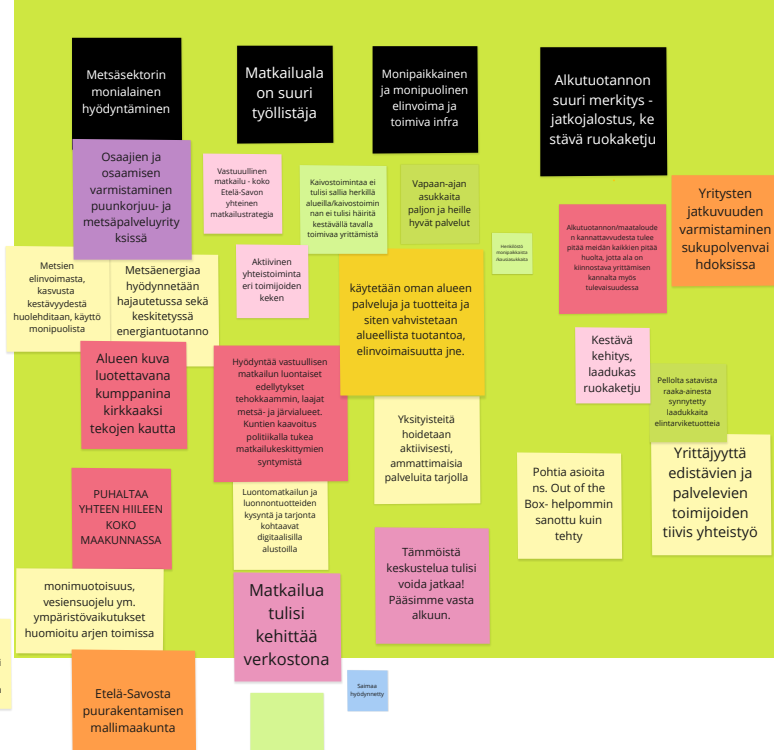 Metsäsektorin
monialainen
hyödyntäminen
Osaajien ja
osaamisen
varmistaminen
puunkorjuu- ja
metsäpalveluyrity
ksissä
Metsien
elinvoimasta,
kasvusta
kestävyydestä
huolehditaan, käyttö
monipuolista
Metsäenergiaa
hyödynnetään
hajautetussa sekä
keskitetyssä
energiantuotanno
Alueen kuva
luotettavana
kumppanina
kirkkaaksi
tekojen kautta
PUHALTAA
YHTEEN HIILEEN
KOKO
MAAKUNNASSA
monimuotoisuus,
vesiensuojelu ym.
ympäristövaikutukset
huomioitu arjen toimissa
Etelä-Savosta
puurakentamisen
mallimaakunta
Matkailuala
on suuri
työllistäjä
Vastuuullinen
matkailu - koko
Etelä-Savon
yhteinen
matkailustrategia
Kaivostoimintaa ei
tulisi sallia herkillä
alueilla/kaivostoimin
nan ei tulisi häiritä
kestävällä tavalla
toimivaa yrittämistä
Aktiivinen
yhteistoiminta
eri toimijoiden
keken
Hyödyntää vastuullisen
matkailun luontaiset
edellytykset
tehokkaammin, laajat
metsä- ja järvialueet.
Kuntien kaavoitus
politiikalla tukea
matkailukeskittymien
syntymistä
Luontomatkailun ja
luonnontuotteiden
kysyntä ja tarjonta
kohtaavat
digitaalisilla
alustoilla
Matkailua
tulisi
kehittää
verkostona
Saimaa
hyödynnetty
Monipaikkainen
ja monipuolinen
elinvoima ja
toimiva infra
Vapaan-ajan
asukkaita
paljon ja heille
hyvät palvelut
käytetään oman alueen
palveluja ja tuotteita ja
siten vahvistetaan
alueellista tuotantoa,
elinvoimaisuutta jne.
Yksityisteitä
hoidetaan
aktiivisesti,
ammattimaisia
palveluita tarjolla
Tämmöistä
keskustelua tulisi
voida jatkaa!
Pääsimme vasta
alkuun.
Alkutuotannon
suuri merkitys -
jatkojalostus, ke
stävä ruokaketju
Alkutuotannon/maataloude
n kannattavvudesta tulee
pitää meidän kaikkien pitää
huolta, jotta ala on
kiinnostava yrittämisen
kannalta myös
tulevaisuudessa
Yritysten
jatkuvuuden
varmistaminen
sukupolvenvai
hdoksissa
Kestävä
kehitys,
laadukas
ruokaketju
Pellolta satavista
raaka-ainesta
synnytetty
laadukkaita
elintarviketuotteia
Pohtia asioita
ns. Out of the
Box- helpommin
sanottu kuin
tehty
Yrittäjyyttä
edistävien ja
palvelevien
toimijoiden
tiivis yhteistyö